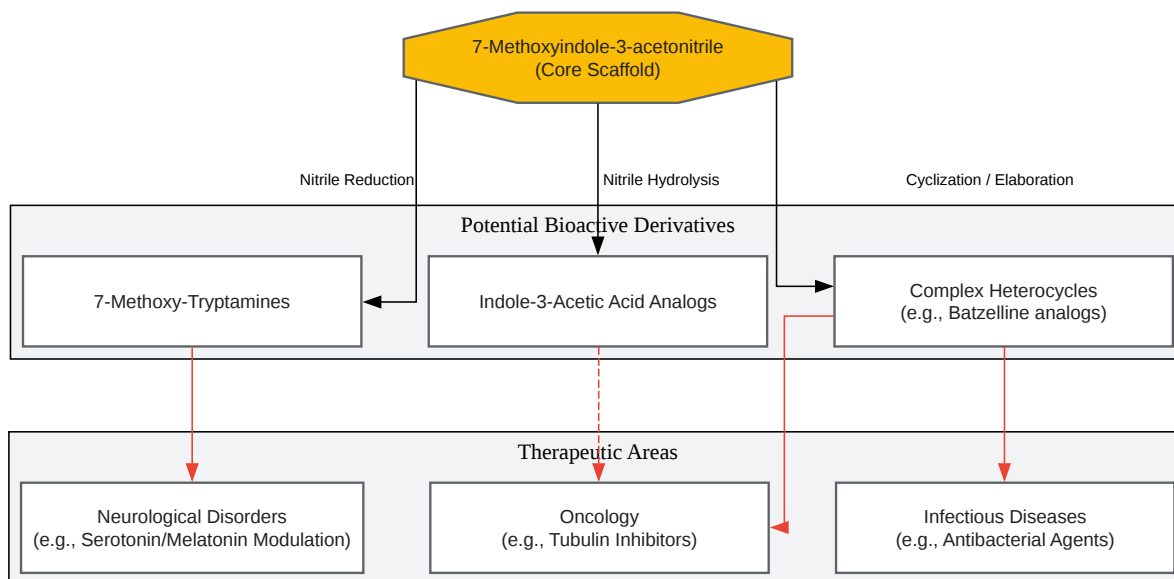 7-Methoxyindole-3-acetonitrile
(Core Scaffold)
Nitrile Reduction
Nitrile Hydrolysis
Cyclization / Elaboration
Potential Bioactive Derivatives
7-Methoxy-Tryptamines
Indole-3-Acetic Acid Analogs
Complex Heterocycles
(e.g., Batzelline analogs)
Therapeutic Areas
Neurological Disorders
(e.g., Serotonin/Melatonin Modulation)
Oncology
(e.g., Tubulin Inhibitors)
Infectious Diseases
(e.g., Antibacterial Agents)